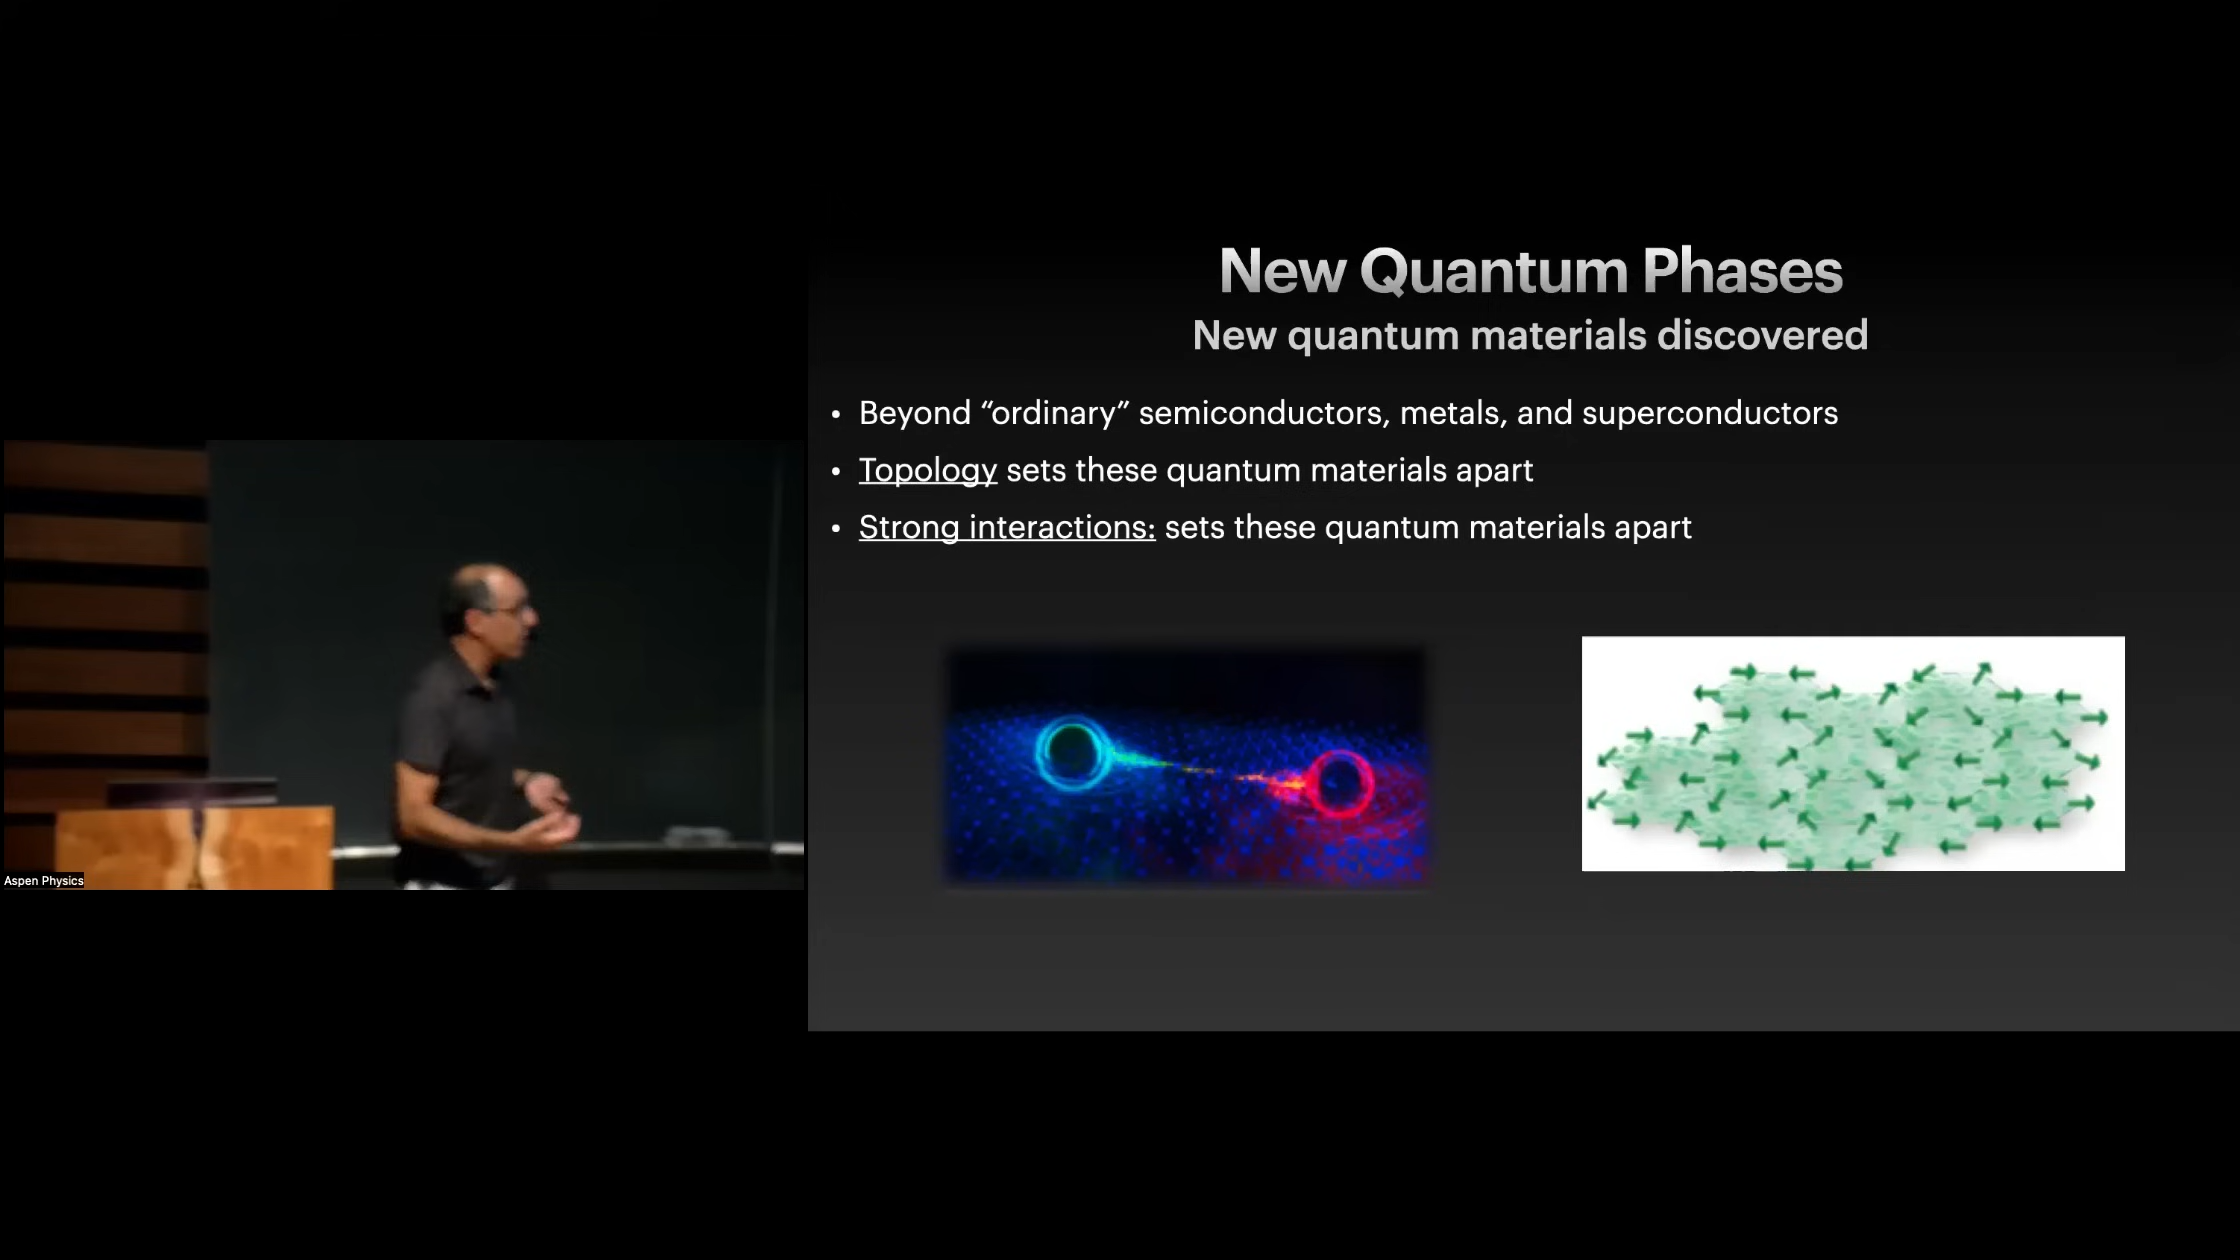 New Quantum Phases
New quantum materials discovered
• Beyond “ordinary” semiconductors, metals, and superconductors
• Topology sets these quantum materials apart
• Strong interactions: sets these quantum materials apart
Aspen Physics